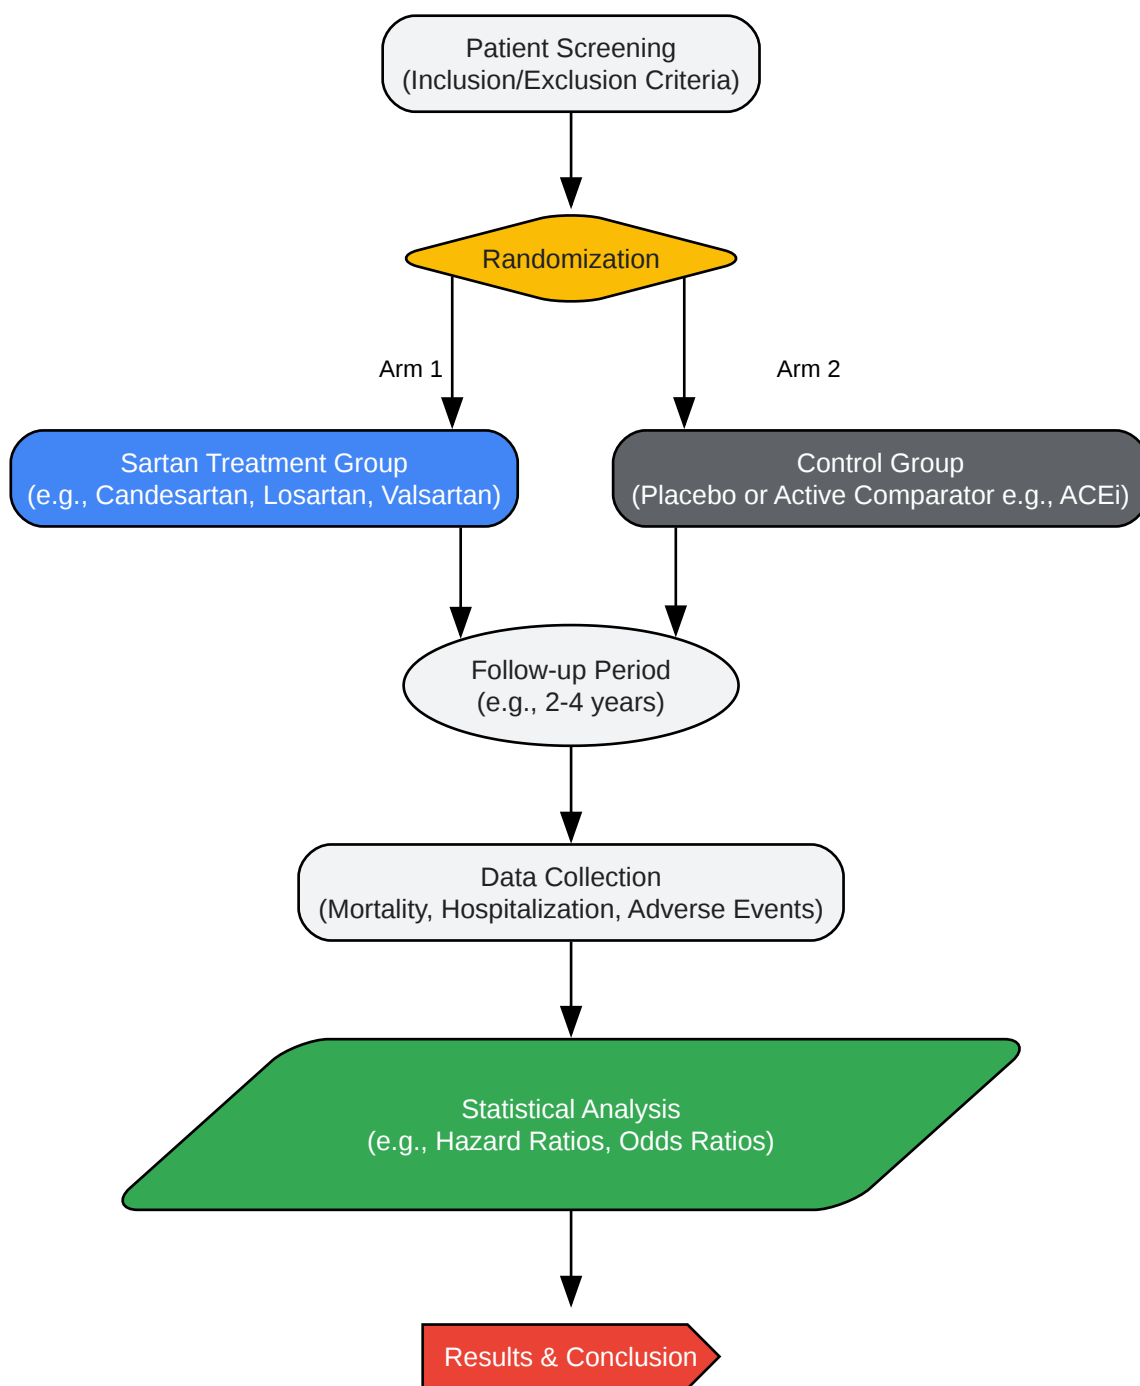 Patient Screening
(Inclusion/Exclusion Criteria)
Randomization
Arm 1
Arm 2
Sartan Treatment Group
(e.g., Candesartan, Losartan, Valsartan)
Control Group
(Placebo or Active Comparator e.g., ACEi)
Follow-up Period
(e.g., 2-4 years)
Data Collection
(Mortality, Hospitalization, Adverse Events)
Statistical Analysis
(e.g., Hazard Ratios, Odds Ratios)
Results & Conclusion